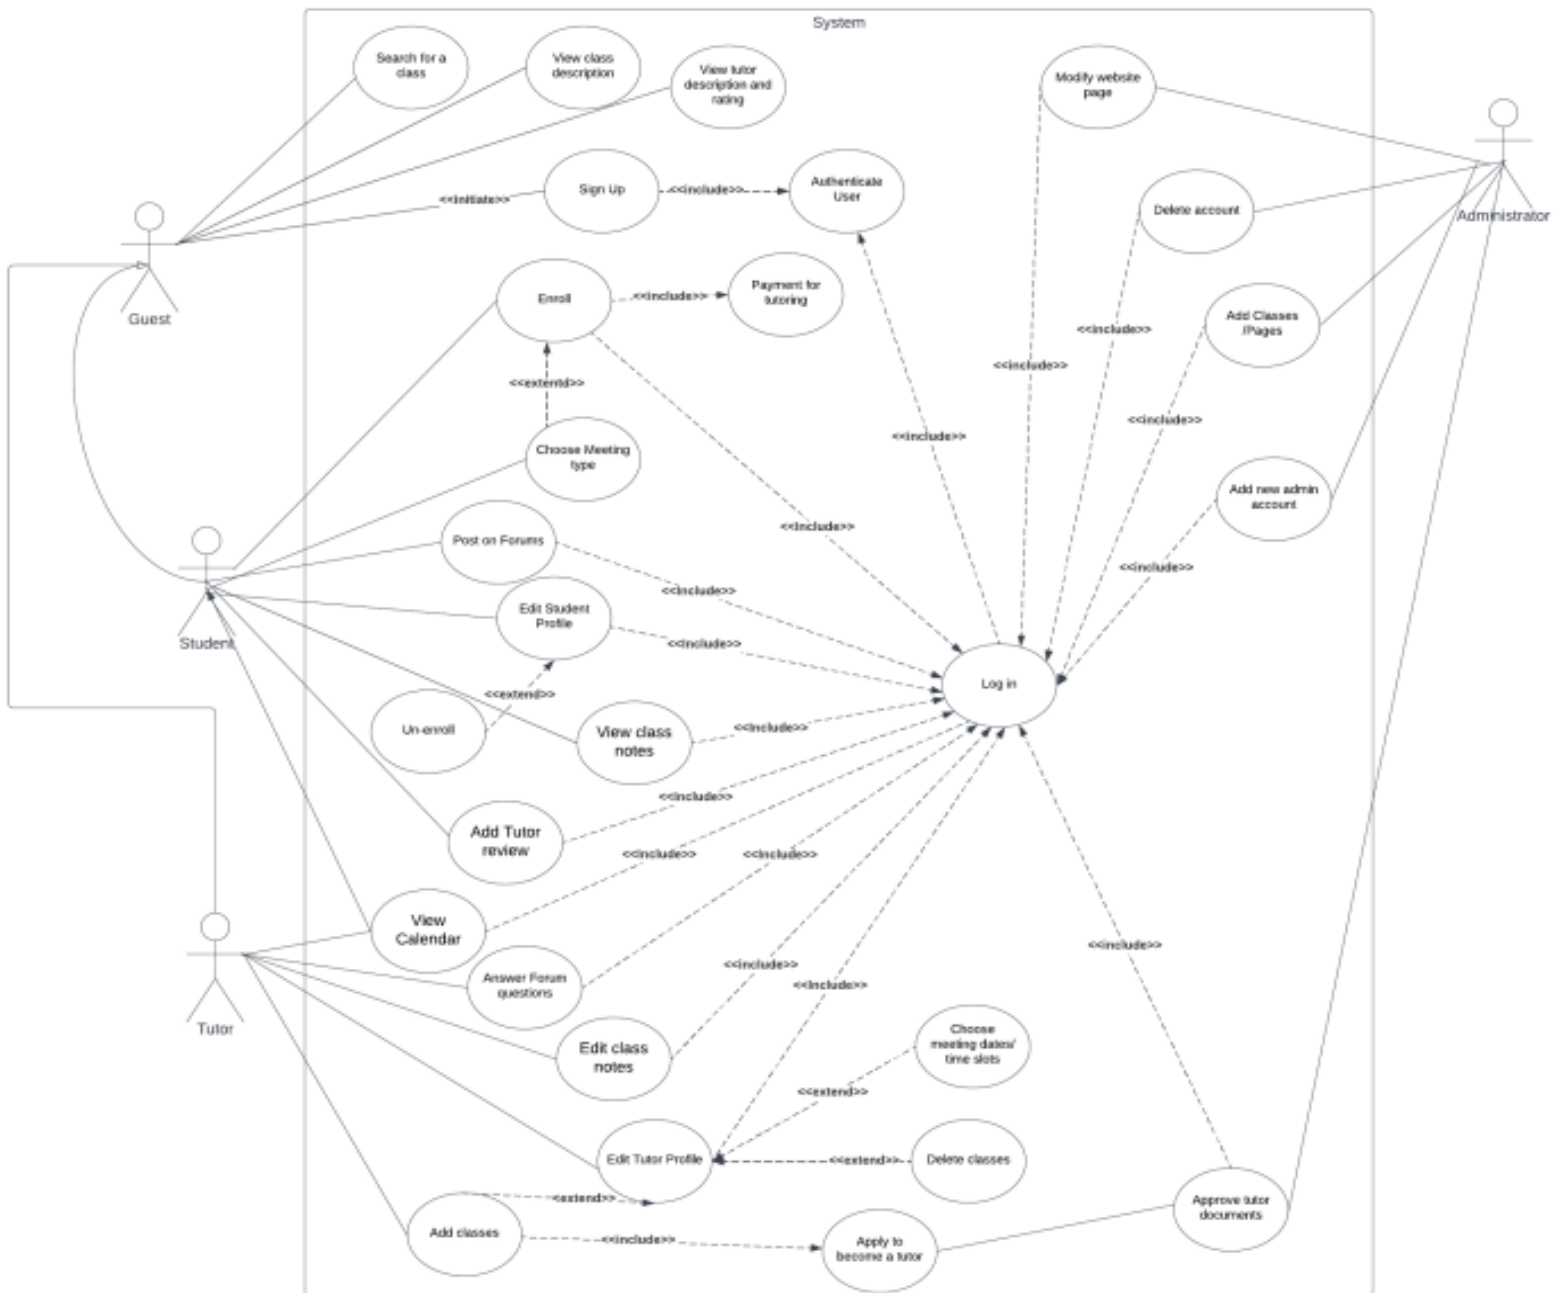 System
Search for a
class
View class
description
View tutor
description and
rating
Modify website
page
Sign Up
<<initiate>>
<<include>>
Authenticate
User
Delete account
Administrator
Guest
Enroll
<<include>>
Payment for
tutoring
Add Classes
/Pages
<<include>>
<<include>>
<<extentd>>
<<include>>
<<include>>
Choose Meeting
type
Add new admin
account
<<include>>
Post on Forums
<<include>>
<<include>>
Edit Student
Profile
Student
<<include>>
Log in
<<extend>>
Un-enroll
View class
notes
<<include>>
<<include>>
Add Tutor
review
<<include>>
<<include>>
View
Calendar
<<include>>
<<include>>
<<include>>
Answer Forum
questions
Tutor
Edit class
notes
Choose
meeting dates/
time slots
<<extend>>
Edit Tutor Profile
<<extend>>
Delete classes
<extend>>
Approve tutor
documents
Add classes
<<include>>
Apply to
become a tutor